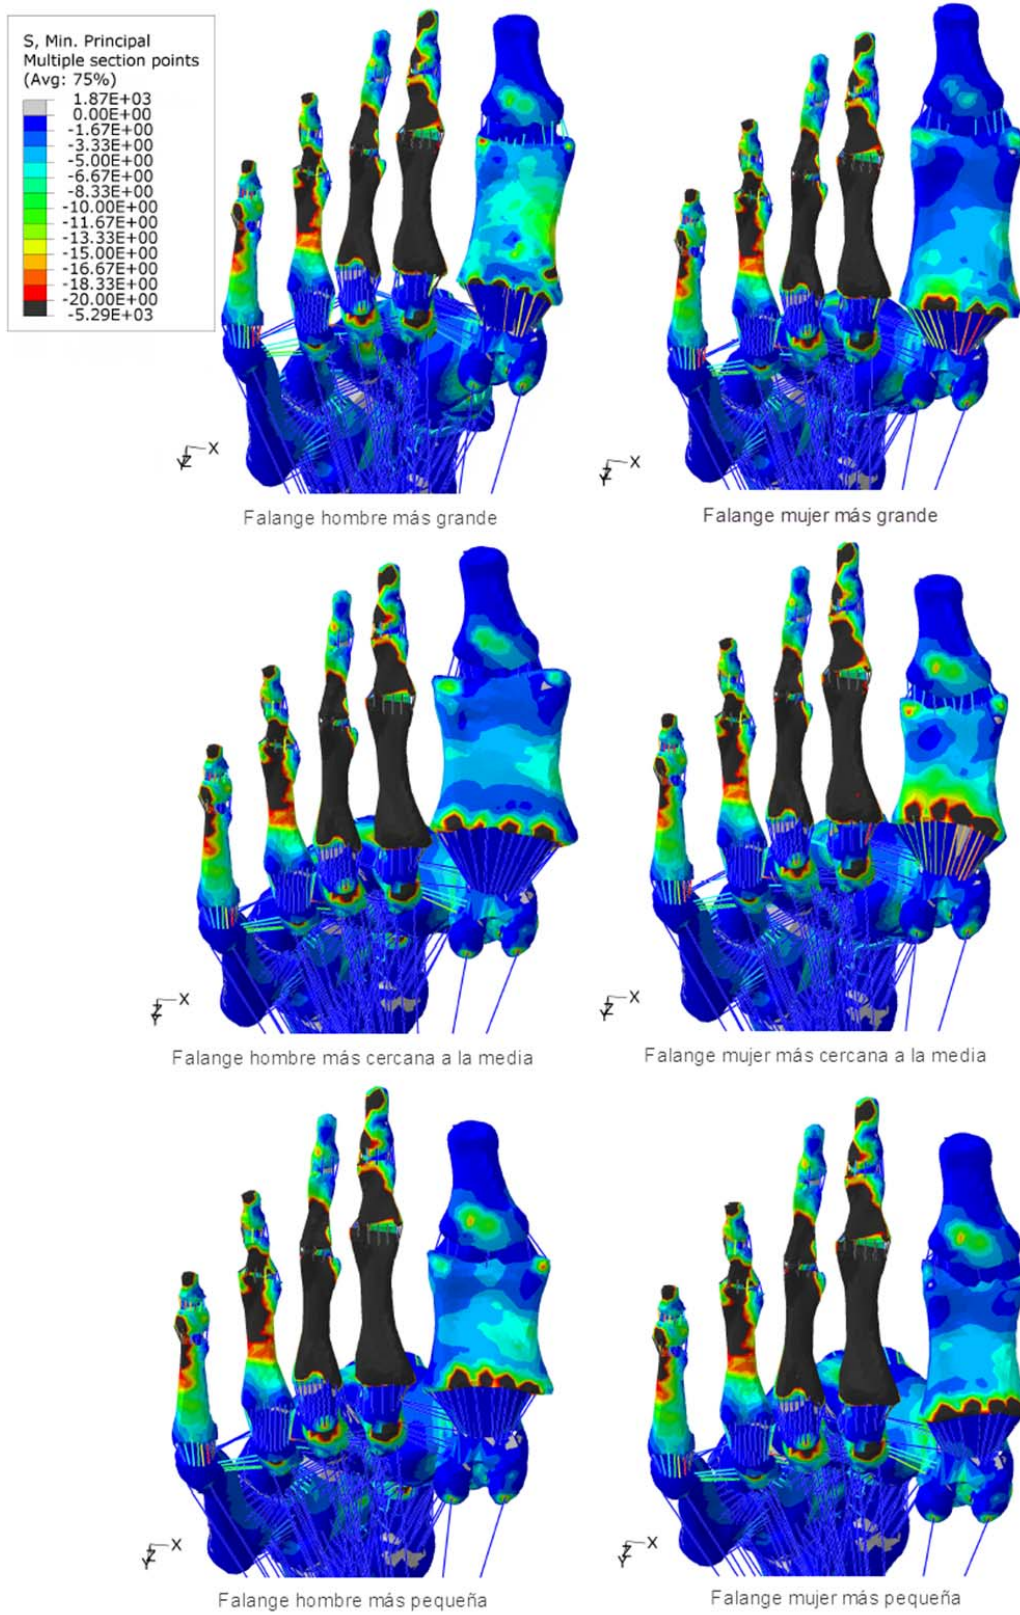 S, Min. Principal
Multiple section points
(Avg: 75%)
1.87E+03
0.00E+00
-1.67E+00
-3.33E+00
-5.00E+00
-6.67E+00
-8.33E+00
-10.00E+00
-11.67E+00
-13.33E+00
-15.00E+00
-16.67E+00
-18.33E+00
-20.00E+00
-5.29E+03
X
Y
Z
X
Y
Z
Falange hombre más grande
Falange mujer más grande
X
Z
Y
X
Z
Y
Falange hombre más cercana a la media
Falange mujer más cercana a la media
X
Z
Y
X
Z
Y
Falange hombre más pequeña
Falange mujer más pequeña